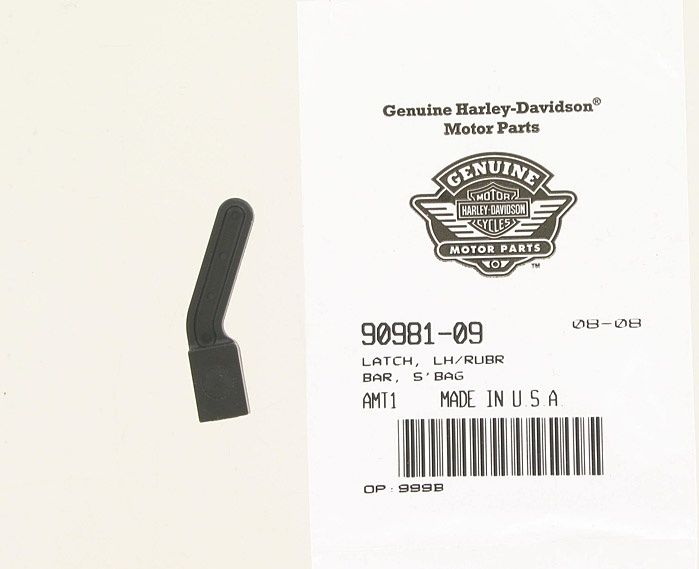 Genuine Harley-Davidson®
Motor Parts
GENUINE
MOTOR
HARLEY-DAVIDSON
CYCLES
MOTOR PARTS
TM
90981-09 08-08
LATCH, LH/RUBR
BAR, S'BAG
AMT1 MADE IN U.S.A.
OP:999B